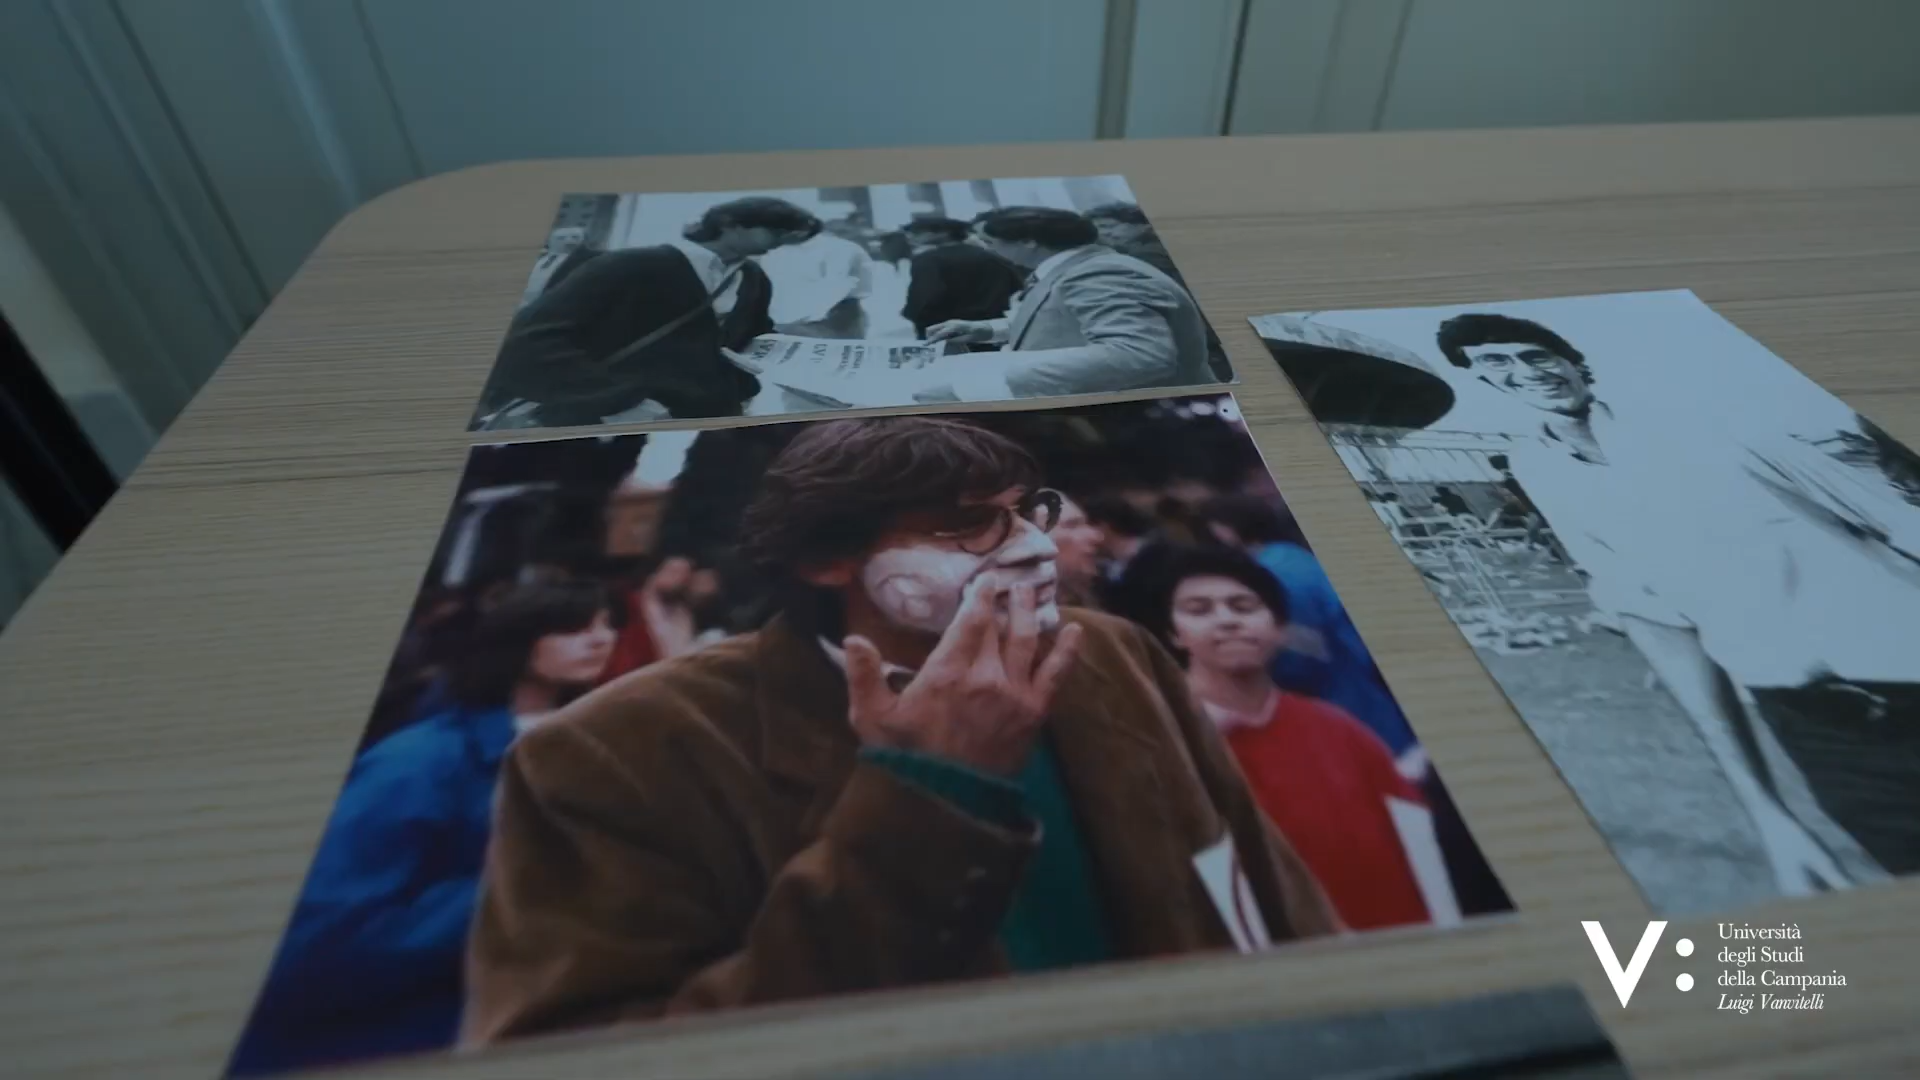 V:
Università
degli Studi
della Campania
Luigi Vanvitelli